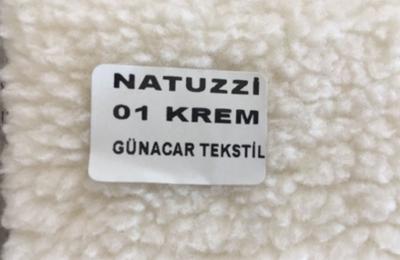 NATUZZİ
01 KREM
GÜNACAR TEKSTİL